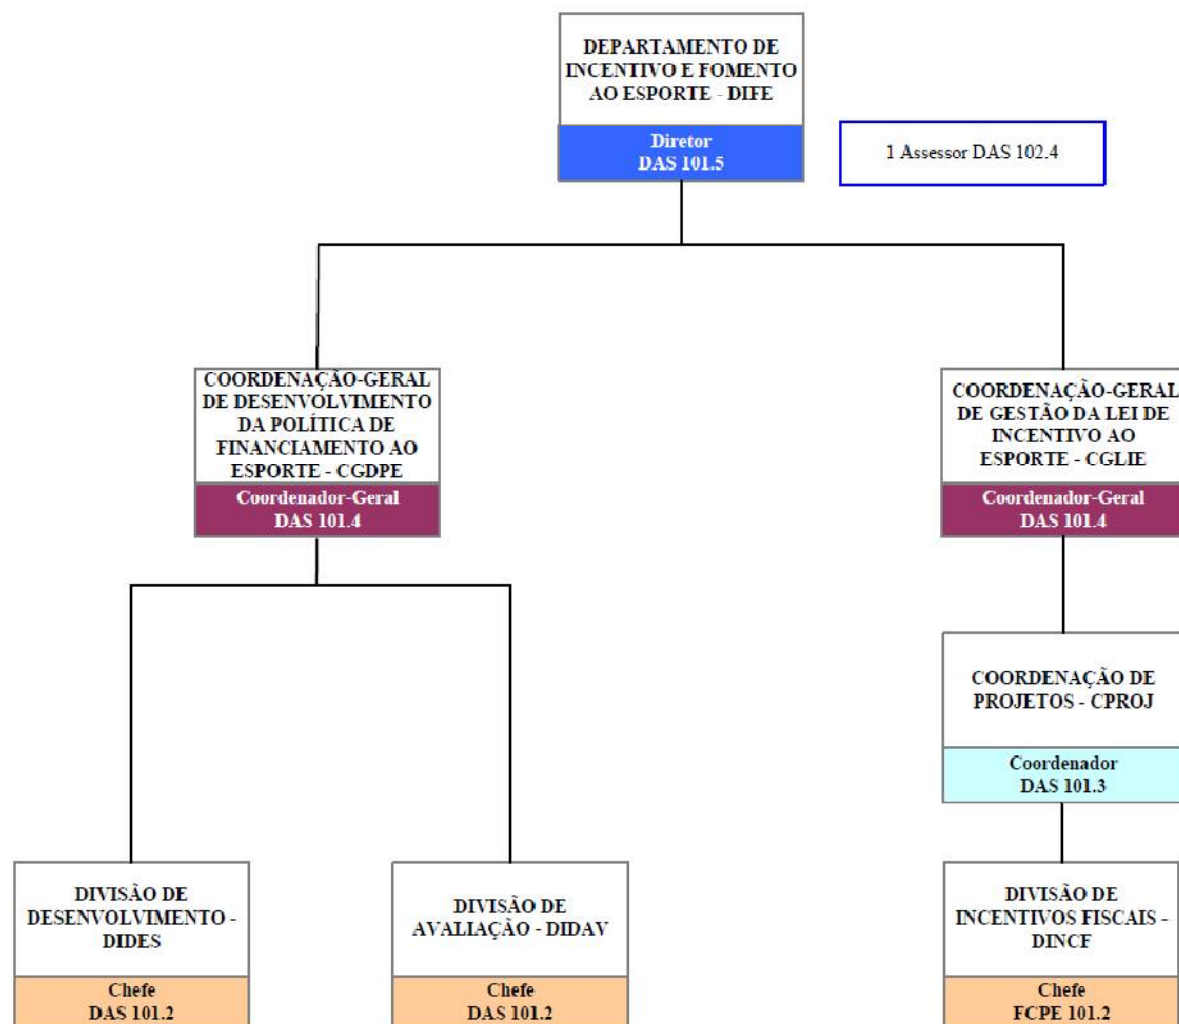 DEPARTAMENTO DE
INCENTIVO E FOMENTO
AO ESPORTE - DIFE
Diretor
DAS 101.5
1 Assessor DAS 102.4
COORDENAÇÃO-GERAL
DE DESENVOLVIMENTO
DA POLÍTICA DE
FINANCIAMENTO AO
ESPORTE - CGDPE
Coordenador-Geral
DAS 101.4
COORDENAÇÃO-GERAL
DE GESTÃO DA LEI DE
INCENTIVO AO
ESPORTE - CGLIE
Coordenador-Geral
DAS 101.4
COORDENAÇÃO DE
PROJETOS - CPROJ
Coordenador
DAS 101.3
DIVISÃO DE
DESENVOLVIMENTO -
DIDES
Chefe
DAS 101.2
DIVISÃO DE
AVALIAÇÃO - DIDAV
Chefe
DAS 101.2
DIVISÃO DE
INCENTIVOS FISCAIS -
DINCF
Chefe
FCPE 101.2